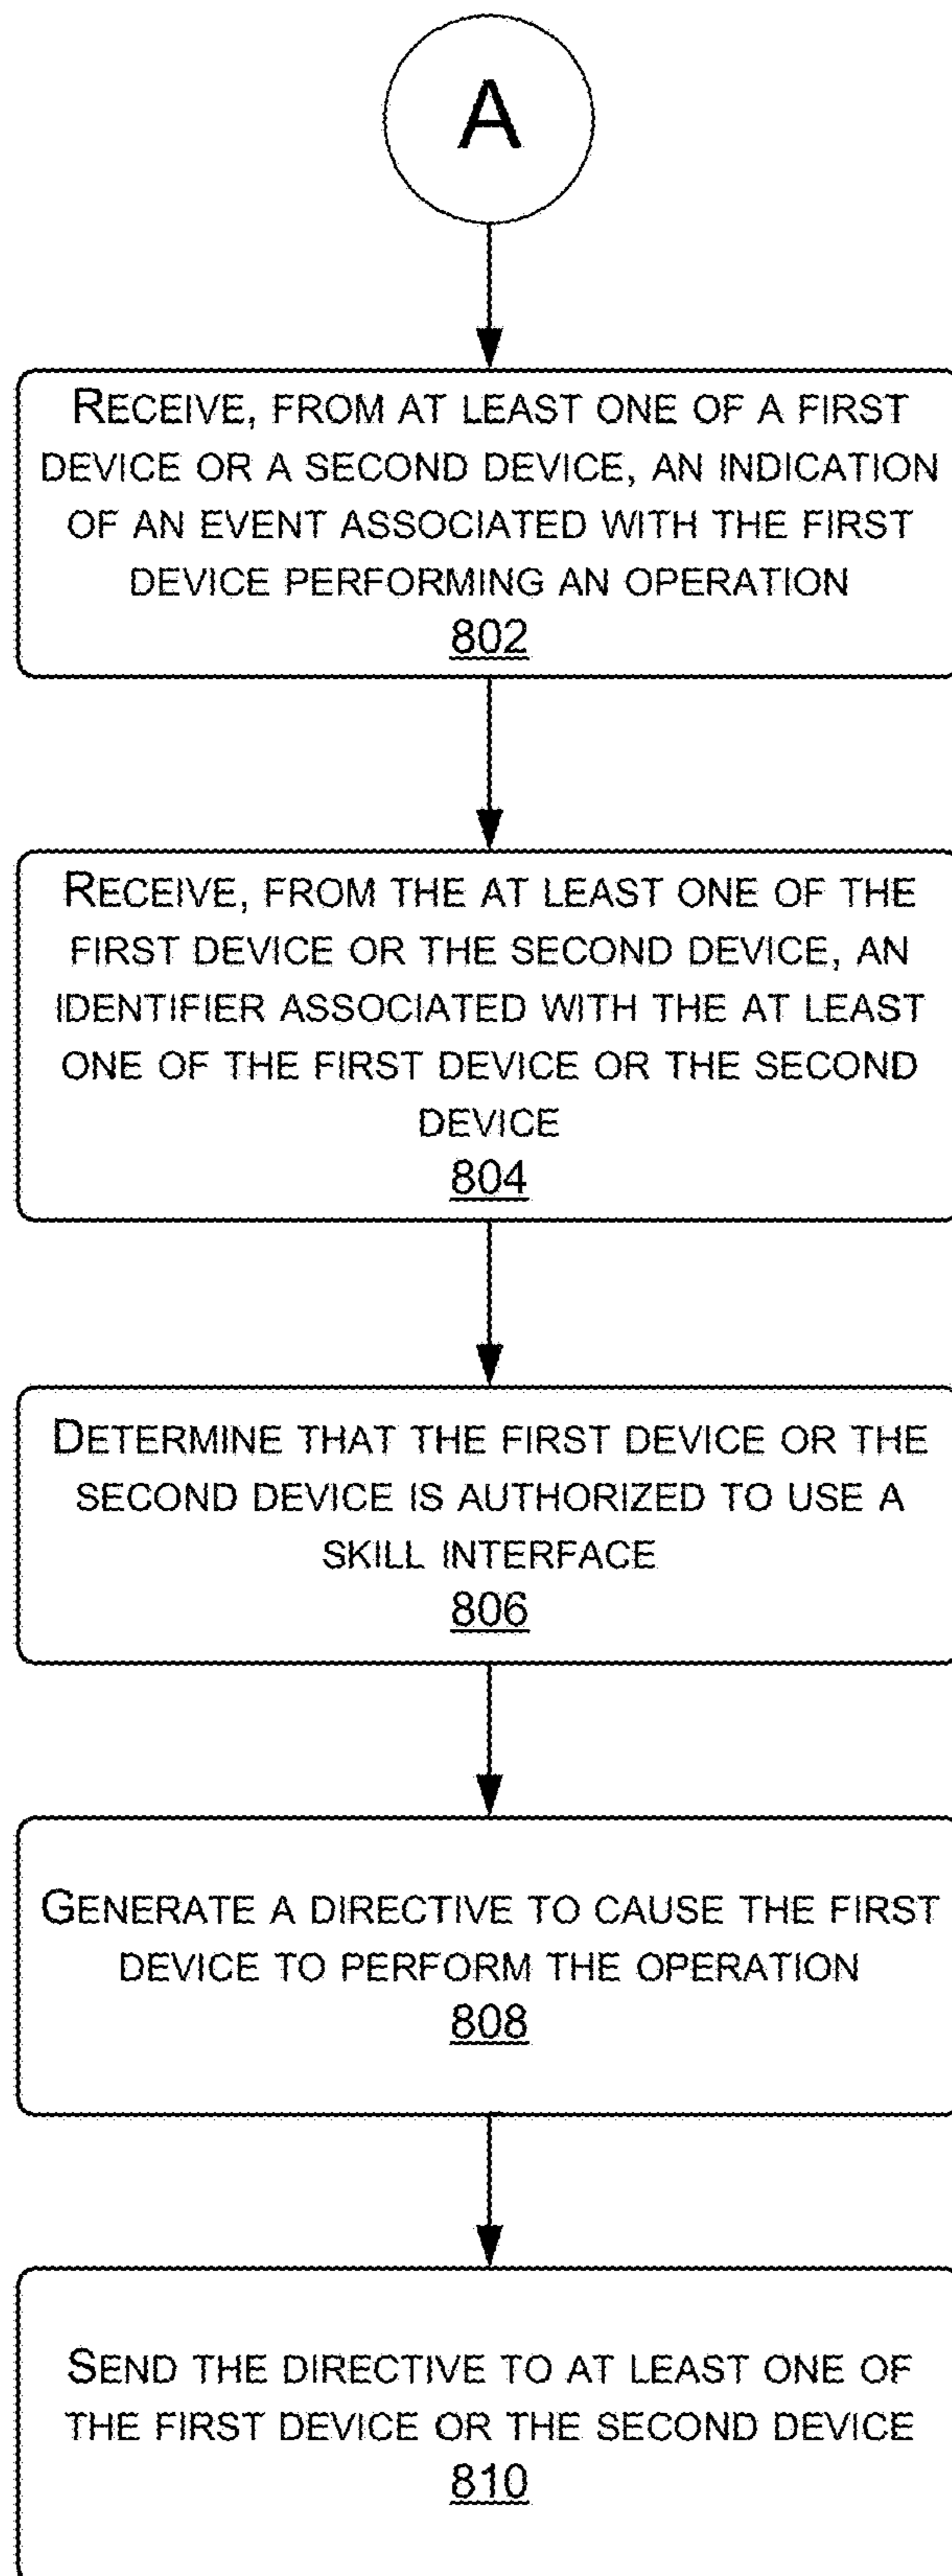 A
RECEIVE, FROM AT LEAST ONE OF A FIRST
DEVICE OR A SECOND DEVICE, AN INDICATION
OF AN EVENT ASSOCIATED WITH THE FIRST
DEVICE PERFORMING AN OPERATION
802
RECEIVE, FROM THE AT LEAST ONE OF THE
FIRST DEVICE OR THE SECOND DEVICE, AN
IDENTIFIER ASSOCIATED WITH THE AT LEAST
ONE OF THE FIRST DEVICE OR THE SECOND
DEVICE
804
DETERMINE THAT THE FIRST DEVICE OR THE
SECOND DEVICE IS AUTHORIZED TO USE A
SKILL INTERFACE
806
GENERATE A DIRECTIVE TO CAUSE THE FIRST
DEVICE TO PERFORM THE OPERATION
808
SEND THE DIRECTIVE TO AT LEAST ONE OF
THE FIRST DEVICE OR THE SECOND DEVICE
810